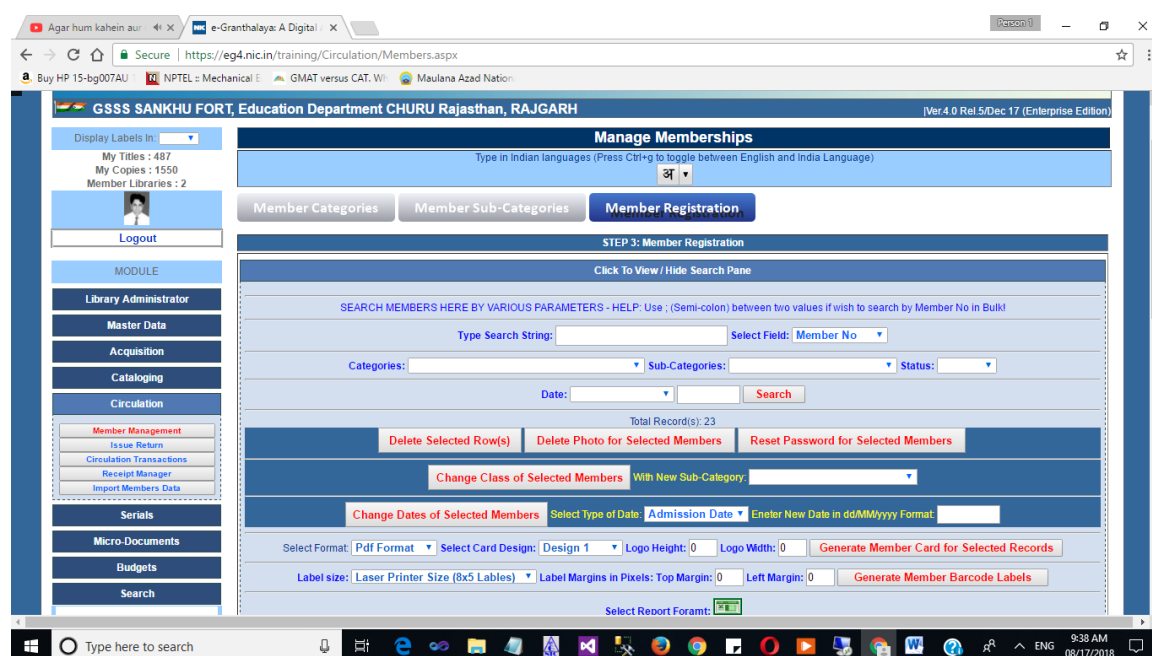 Agar hum kahein aur
e-Granthalaya: A Digital
Person 1
Secure | https://eg4.nic.in/training/Circulation/Members.aspx
Buy HP 15-bg007AU NPTEL :: Mechanical E GMAT versus CAT. Wh Maulana Azad Nation
GSSS SANKHU FORT, Education Department CHURU Rajasthan, RAJGARH
|Ver.4.0 Rel.5/Dec 17 (Enterprise Edition)
Display Labels In:
My Titles : 487
My Copies : 1550
Member Libraries : 2
Logout
MODULE
Library Administrator
Master Data
Acquisition
Cataloging
Circulation
Member Management
Issue Return
Circulation Transactions
Receipt Manager
Import Members Data
Serials
Micro-Documents
Budgets
Search
Manage Memberships
Type in Indian languages (Press Ctrl+g to toggle between English and India Language)
अ
Member Categories Member Sub-Categories Member Registration
STEP 3: Member Registration
Click To View / Hide Search Pane
SEARCH MEMBERS HERE BY VARIOUS PARAMETERS - HELP: Use ; (Semi-colon) between two values if wish to search by Member No in Bulk!
Type Search String: Select Field: Member No
Categories: Sub-Categories: Status:
Date: Search
Total Record(s): 23
Delete Selected Row(s) Delete Photo for Selected Members Reset Password for Selected Members
Change Class of Selected Members With New Sub-Category:
Change Dates of Selected Members Select Type of Date: Admission Date Eneter New Date in dd/MM/yyyy Format:
Select Format: Pdf Format Select Card Design: Design 1 Logo Height: 0 Logo Width: 0 Generate Member Card for Selected Records
Label size: Laser Printer Size (8x5 Lables) Label Margins in Pixels: Top Margin: 0 Left Margin: 0 Generate Member Barcode Labels
Select Report Foramt:
Type here to search
ENG
9:38 AM
08/17/2018